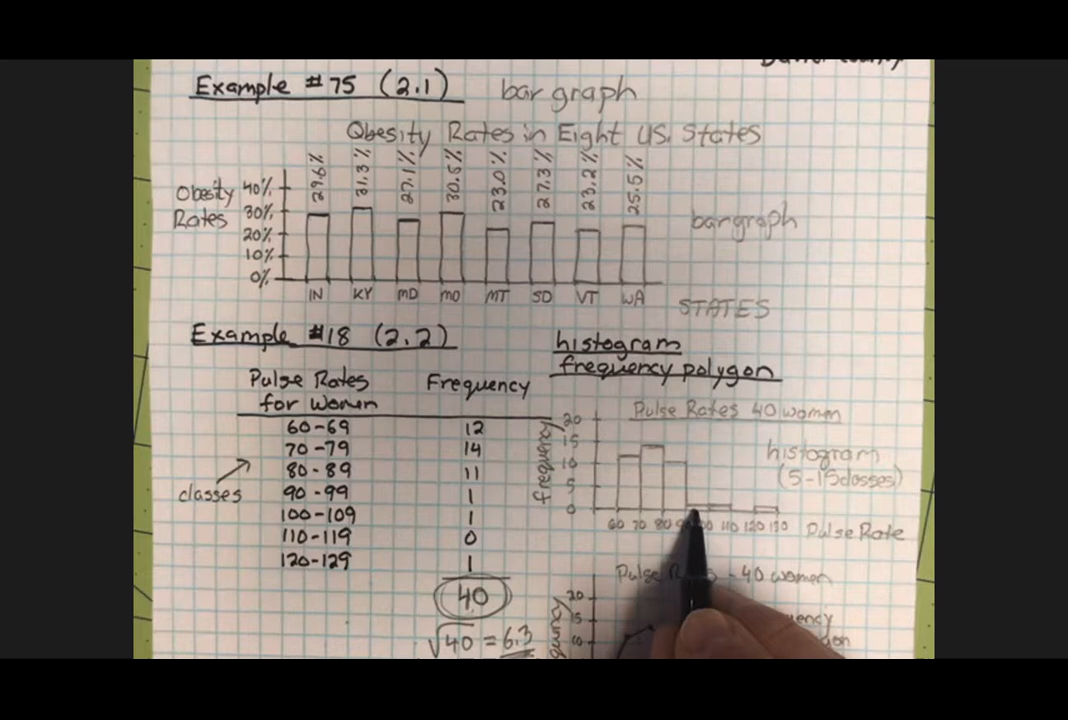 Example #75 (2.1) bar graph
Obesity Rates in Eight U.S. States
29.6% 31.3% 27.1% 30.5% 23.0% 27.3% 23.2% 25.5%
Obesity
Rates
40%
30%
20%
10%
0%
bar graph
IN KY MD MO MT SD VT WA
STATES
Example #18 (2.2)
histogram
frequency polygon
Pulse Rates
for Women
Frequency
60-69 12
70-79 14
80-89 11
90-99 1
100-109 1
110-119 0
120-129 1
classes
40
√40 = 6.3
Pulse Rates 40 women
frequency
20
15
10
5
0
histogram
(5-15 classes)
60 70 80 110 120 130
Pulse Rate
Pulse - 40 women
20
15
10